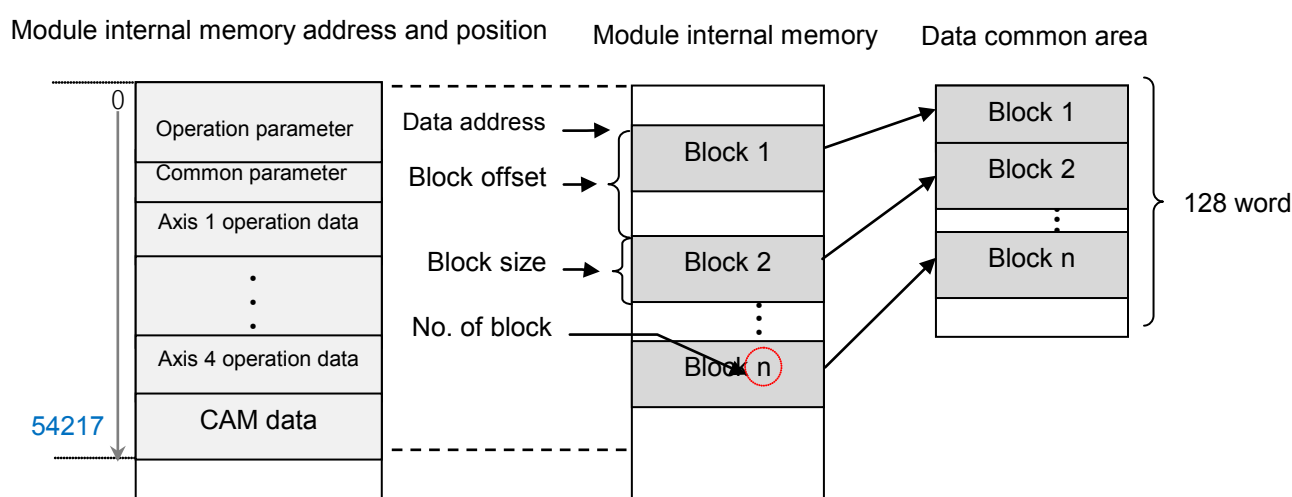 Module internal memory address and position
Module internal memory
Data common area
0
Operation parameter
Common parameter
Axis 1 operation data
Axis 4 operation data
CAM data
54217
Data address
Block offset
Block size
No. of block
Block 1
Block 2
Block n
Block 1
Block 2
Block n
128 word